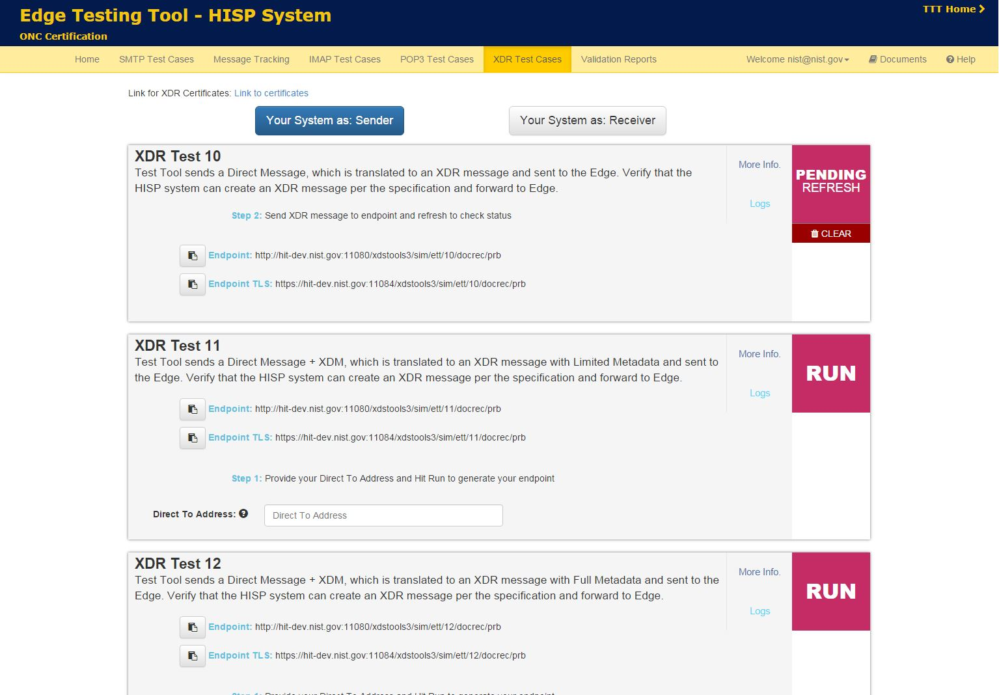 Edge Testing Tool - HISP System
TTT Home
ONC Certification
Home SMTP Test Cases Message Tracking IMAP Test Cases POP3 Test Cases XDR Test Cases Validation Reports Welcome nist@nist.gov Documents Help
Link for XDR Certificates: Link to certificates
Your System as: Sender Your System as: Receiver
XDR Test 10
Test Tool sends a Direct Message, which is translated to an XDR message and sent to the Edge. Verify that the
HISP system can create an XDR message per the specification and forward to Edge.
More Info.
Logs
PENDING
REFRESH
CLEAR
Step 2: Send XDR message to endpoint and refresh to check status
Endpoint: http://hit-dev.nist.gov:11080/xdstools3/sim/ett/10/docrec/prb
Endpoint TLS: https://hit-dev.nist.gov:11084/xdstools3/sim/ett/10/docrec/prb
XDR Test 11
Test Tool sends a Direct Message + XDM, which is translated to an XDR message with Limited Metadata and sent to
the Edge. Verify that the HISP system can create an XDR message per the specification and forward to Edge.
More Info.
Logs
RUN
Endpoint: http://hit-dev.nist.gov:11080/xdstools3/sim/ett/11/docrec/prb
Endpoint TLS: https://hit-dev.nist.gov:11084/xdstools3/sim/ett/11/docrec/prb
Step 1: Provide your Direct To Address and Hit Run to generate your endpoint
Direct To Address: Direct To Address
XDR Test 12
Test Tool sends a Direct Message + XDM, which is translated to an XDR message with Full Metadata and sent to the
Edge. Verify that the HISP system can create an XDR message per the specification and forward to Edge.
More Info.
Logs
RUN
Endpoint: http://hit-dev.nist.gov:11080/xdstools3/sim/ett/12/docrec/prb
Endpoint TLS: https://hit-dev.nist.gov:11084/xdstools3/sim/ett/12/docrec/prb